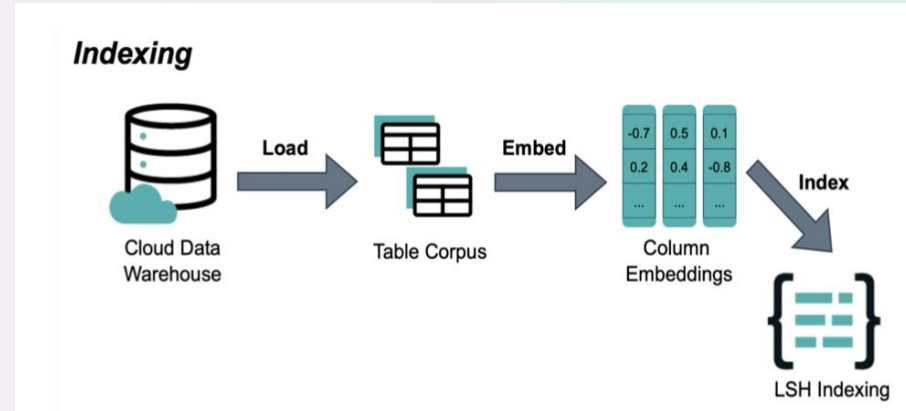 Indexing
Load
Embed
Index
-0.7 0.5 0.1
0.2 0.4 -0.8
... ... ...
Cloud Data
Warehouse
Table Corpus
Column
Embeddings
LSH Indexing